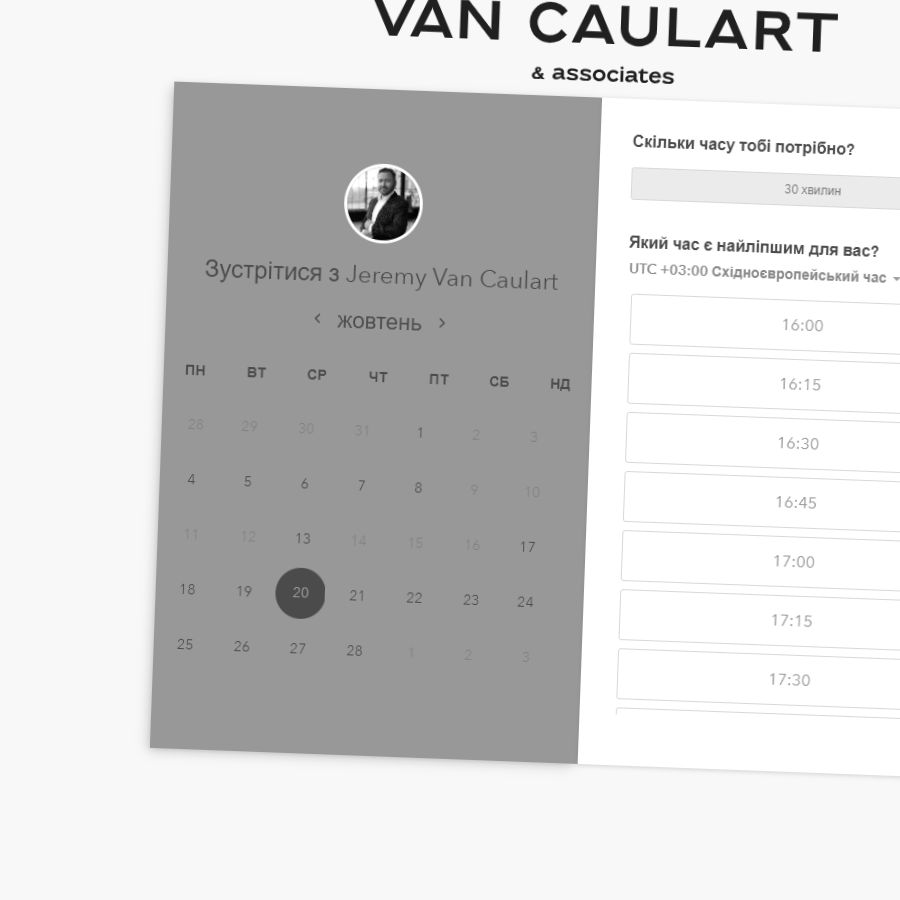 VAN CAULART
& associates
Зустрітися з Jeremy Van Caulart
жовтень
ПН ВТ СР ЧТ ПТ СБ НД
28 29 30 31 1 2 3
4 5 6 7 8 9 10
11 12 13 14 15 16 17
18 19 20 21 22 23 24
25 26 27 28 1 2 3
Скільки часу тобі потрібно?
30 хвилин
Який час є найліпшим для вас?
UTC +03:00 Східноєвропейський час
16:00
16:15
16:30
16:45
17:00
17:15
17:30